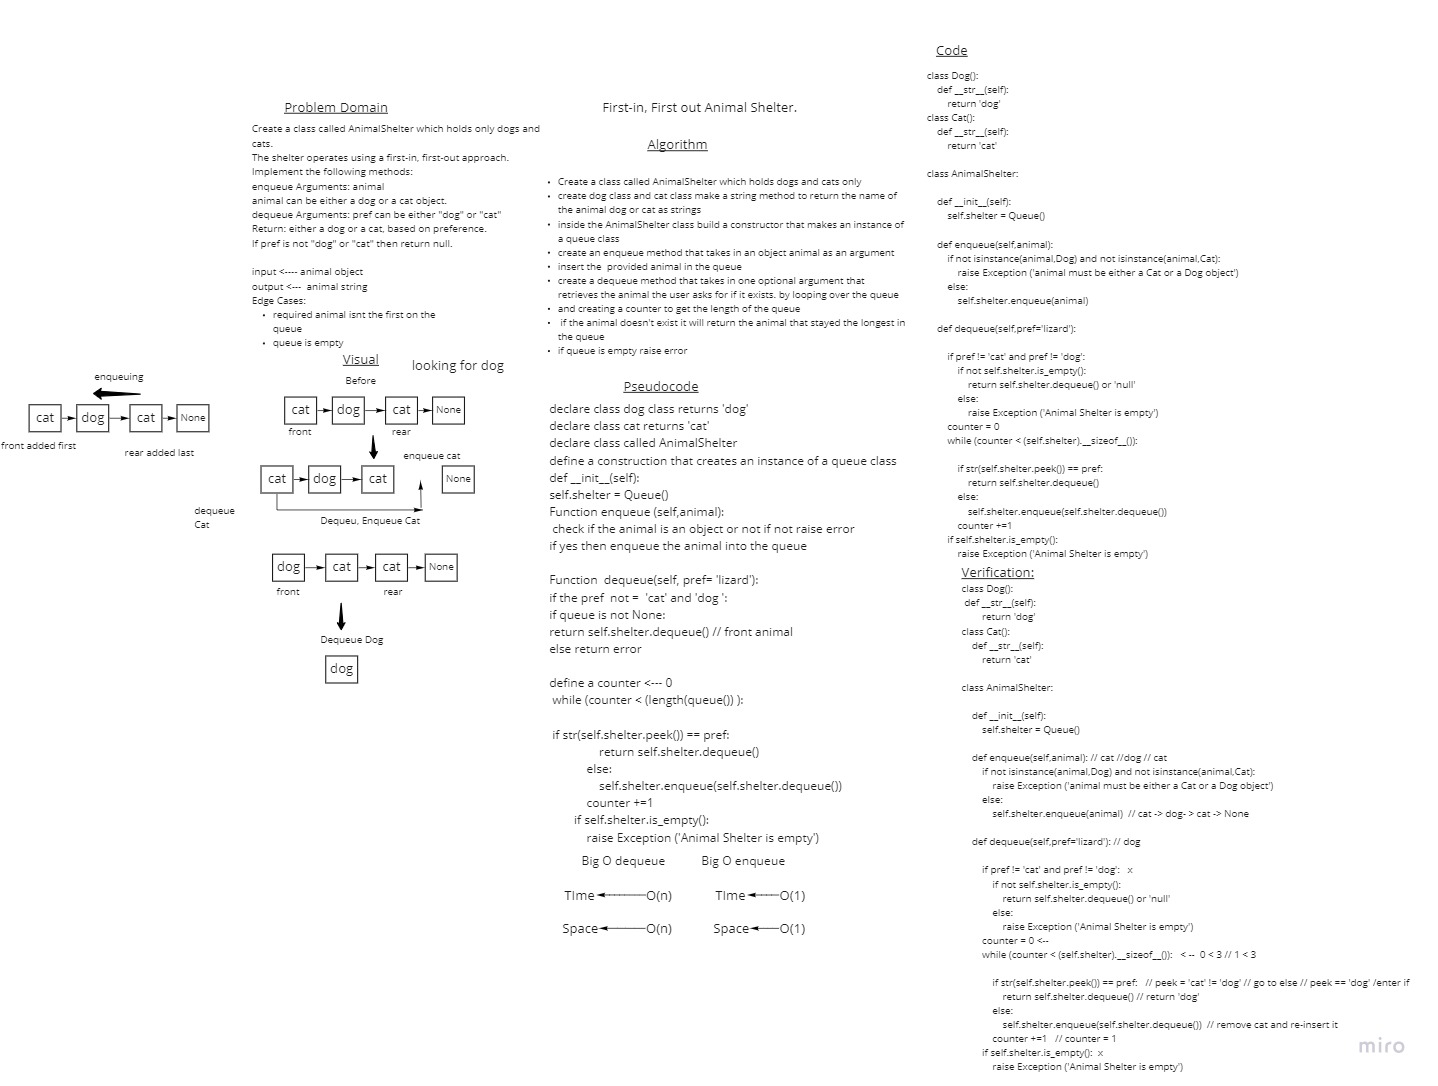 Problem Domain
Create a class called AnimalShelter which holds only dogs and
cats.
The shelter operates using a first-in, first-out approach.
Implement the following methods:
enqueue Arguments: animal
animal can be either a dog or a cat object.
dequeue Arguments: pref can be either "dog" or "cat"
Return: either a dog or a cat, based on preference.
If pref is not "dog" or "cat" then return null.
input <---- animal object
output <--- animal string
Edge Cases:
• required animal isnt the first on the
queue
• queue is empty
Visual
looking for dog
enqueuing
cat
dog
cat
None
front added first
rear added last
Before
cat
dog
cat
None
front
rear
enqueue cat
cat
dog
cat
None
dequeue
Cat
Dequeu, Enqueue Cat
dog
cat
cat
None
front
rear
Dequeue Dog
dog
First-in, First out Animal Shelter.
Algorithm
• Create a class called AnimalShelter which holds dogs and cats only
• create dog class and cat class make a string method to return the name of
the animal dog or cat as strings
• inside the AnimalShelter class build a constructor that makes an instance of
a queue class
• create an enqueue method that takes in an object animal as an argument
• insert the  provided animal in the queue
• create a dequeue method that takes in one optional argument that
retrieves the animal the user asks for if it exists. by looping over the queue
• and creating a counter to get the length of the queue
•  if the animal doesn't exist it will return the animal that stayed the longest in
the queue
• if queue is empty raise error
Pseudocode
declare class dog class returns 'dog'
declare class cat returns 'cat'
declare class called AnimalShelter
define a construction that creates an instance of a queue class
def __init__(self):
self.shelter = Queue()
Function enqueue (self,animal):
check if the animal is an object or not if not raise error
if yes then enqueue the animal into the queue
Function  dequeue(self, pref= 'lizard'):
if the pref  not =  'cat' and 'dog ':
if queue is not None:
return self.shelter.dequeue() // front animal
else return error
define a counter <--- 0
while (counter < (length(queue()) ):
if str(self.shelter.peek()) == pref:
return self.shelter.dequeue()
else:
self.shelter.enqueue(self.shelter.dequeue())
counter +=1
if self.shelter.is_empty():
raise Exception ('Animal Shelter is empty')
Big O dequeue
Big O enqueue
TIme O(n)
TIme O(1)
Space O(n)
Space O(1)
Code
class Dog():
def __str__(self):
return 'dog'
class Cat():
def __str__(self):
return 'cat'
class AnimalShelter:
def __init__(self):
self.shelter = Queue()
def enqueue(self,animal):
if not isinstance(animal,Dog) and not isinstance(animal,Cat):
raise Exception ('animal must be either a Cat or a Dog object')
else:
self.shelter.enqueue(animal)
def dequeue(self,pref='lizard'):
if pref != 'cat' and pref != 'dog':
if not self.shelter.is_empty():
return self.shelter.dequeue() or 'null'
else:
raise Exception ('Animal Shelter is empty')
counter = 0
while (counter < (self.shelter).__sizeof__()):
if str(self.shelter.peek()) == pref:
return self.shelter.dequeue()
else:
self.shelter.enqueue(self.shelter.dequeue())
counter +=1
if self.shelter.is_empty():
raise Exception ('Animal Shelter is empty')
Verification:
class Dog():
def __str__(self):
return 'dog'
class Cat():
def __str__(self):
return 'cat'
class AnimalShelter:
def __init__(self):
self.shelter = Queue()
def enqueue(self,animal): // cat //dog // cat
if not isinstance(animal,Dog) and not isinstance(animal,Cat):
raise Exception ('animal must be either a Cat or a Dog object')
else:
self.shelter.enqueue(animal)  // cat -> dog- > cat -> None
def dequeue(self,pref='lizard'): // dog
if pref != 'cat' and pref != 'dog':   x
if not self.shelter.is_empty():
return self.shelter.dequeue() or 'null'
else:
raise Exception ('Animal Shelter is empty')
counter = 0 <--
while (counter < (self.shelter).__sizeof__()):   < --  0 < 3 // 1 < 3
if str(self.shelter.peek()) == pref:   // peek = 'cat' != 'dog' // go to else // peek == 'dog' /enter if
return self.shelter.dequeue() // return 'dog'
else:
self.shelter.enqueue(self.shelter.dequeue())  // remove cat and re-insert it
counter +=1   // counter = 1
if self.shelter.is_empty():  x
raise Exception ('Animal Shelter is empty')
miro